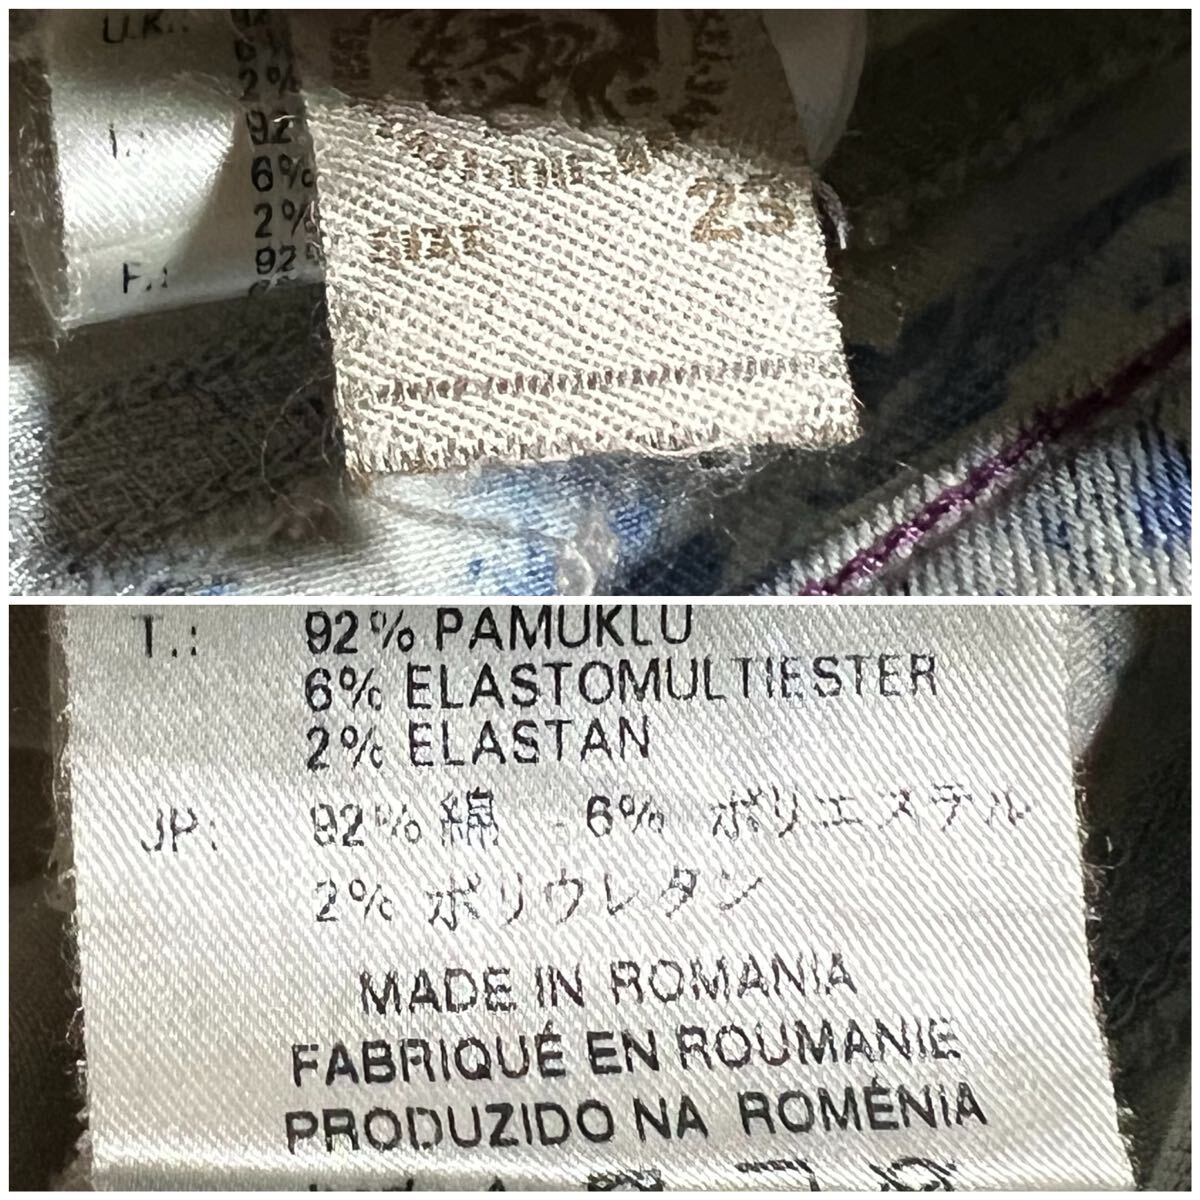 U.K.:
2%
I.: 92
6%
2%
F.: 92
25
T.: 92% PAMUKLU
6% ELASTOMULTIESTER
2% ELASTAN
JP: 92% 綿 6% ポリエステル
2% ポリウレタン
MADE IN ROMANIA
FABRIQUÉ EN ROUMANIE
PRODUZIDO NA ROMÉNIA